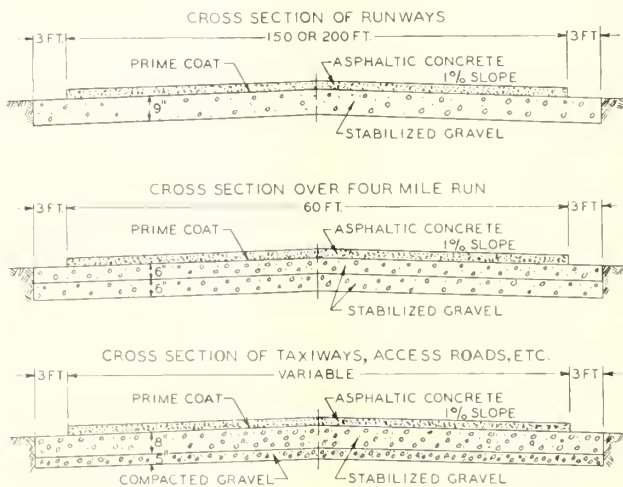 CROSS SECTION OF RUNWAYS
3 FT. 150 OR 200 FT. 3 FT.
PRIME COAT ASPHALTIC CONCRETE
1% SLOPE
9"
STABILIZED GRAVEL
CROSS SECTION OVER FOUR MILE RUN
3 FT. 60 FT. 3 FT
PRIME COAT ASPHALTIC CONCRETE
1% SLOPE
6"
6"
STABILIZED GRAVEL
CROSS SECTION OF TAXIWAYS, ACCESS ROADS, ETC.
3 FT. VARIABLE 3 FT
PRIME COAT ASPHALTIC CONCRETE
1% SLOPE
8"
5"
COMPACTED GRAVEL STABILIZED GRAVEL